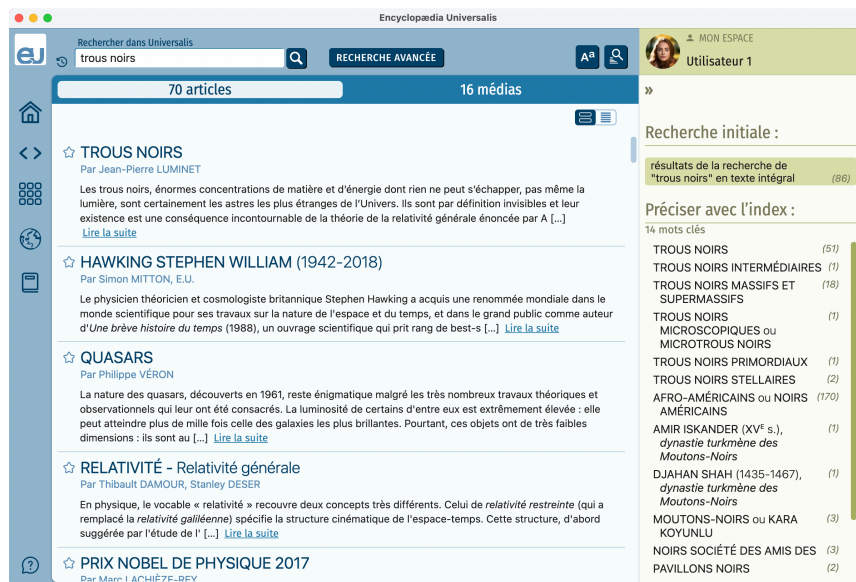 Encyclopædia Universalis
eu
Rechercher dans Universalis
trous noirs
RECHERCHE AVANCÉE
Aa
70 articles
16 médias
TROUS NOIRS
Par Jean-Pierre LUMINET
Les trous noirs, énormes concentrations de matière et d'énergie dont rien ne peut s'échapper, pas même la
lumière, sont certainement les astres les plus étranges de l'Univers. Ils sont par définition invisibles et leur
existence est une conséquence incontournable de la théorie de la relativité générale énoncée par A [...]
Lire la suite
HAWKING STEPHEN WILLIAM (1942-2018)
Par Simon MITTON, E.U.
Le physicien théoricien et cosmologiste britannique Stephen Hawking a acquis une renommée mondiale dans le
monde scientifique pour ses travaux sur la nature de l'espace et du temps, et dans le grand public comme auteur
d'Une brève histoire du temps (1988), un ouvrage scientifique qui prit rang de best-s [...] Lire la suite
QUASARS
Par Philippe VÉRON
La nature des quasars, découverts en 1961, reste énigmatique malgré les très nombreux travaux théoriques et
observationnels qui leur ont été consacrés. La luminosité de certains d'entre eux est extrêmement élevée : elle
peut atteindre plus de mille fois celle des galaxies les plus brillantes. Pourtant, ces objets ont de très faibles
dimensions : ils sont au [...] Lire la suite
RELATIVITÉ - Relativité générale
Par Thibault DAMOUR, Stanley DESER
En physique, le vocable « relativité » recouvre deux concepts très différents. Celui de relativité restreinte (qui a
remplacé la relativité galiléenne) spécifie la structure cinématique de l'espace-temps. Cette structure, d'abord
suggérée par l'étude de l' [...] Lire la suite
PRIX NOBEL DE PHYSIQUE 2017
Par Marc LACHIÈZE-REY
MON ESPACE
Utilisateur 1
»
Recherche initiale :
résultats de la recherche de
"trous noirs" en texte intégral (86)
Préciser avec l'index :
14 mots clés
TROUS NOIRS (51)
TROUS NOIRS INTERMÉDIAIRES (1)
TROUS NOIRS MASSIFS ET (18)
SUPERMASSIFS
TROUS NOIRS (1)
MICROSCOPIQUES ou
MICROTROUS NOIRS
TROUS NOIRS PRIMORDIAUX (1)
TROUS NOIRS STELLAIRES (2)
AFRO-AMÉRICAINS ou NOIRS (170)
AMÉRICAINS
AMIR ISKANDER (XVᴱ s.), (1)
dynastie turkmène des
Moutons-Noirs
DJAHAN SHAH (1435-1467), (1)
dynastie turkmène des
Moutons-Noirs
MOUTONS-NOIRS ou KARA (3)
KOYUNLU
NOIRS SOCIÉTÉ DES AMIS DES (3)
PAVILLONS NOIRS (2)